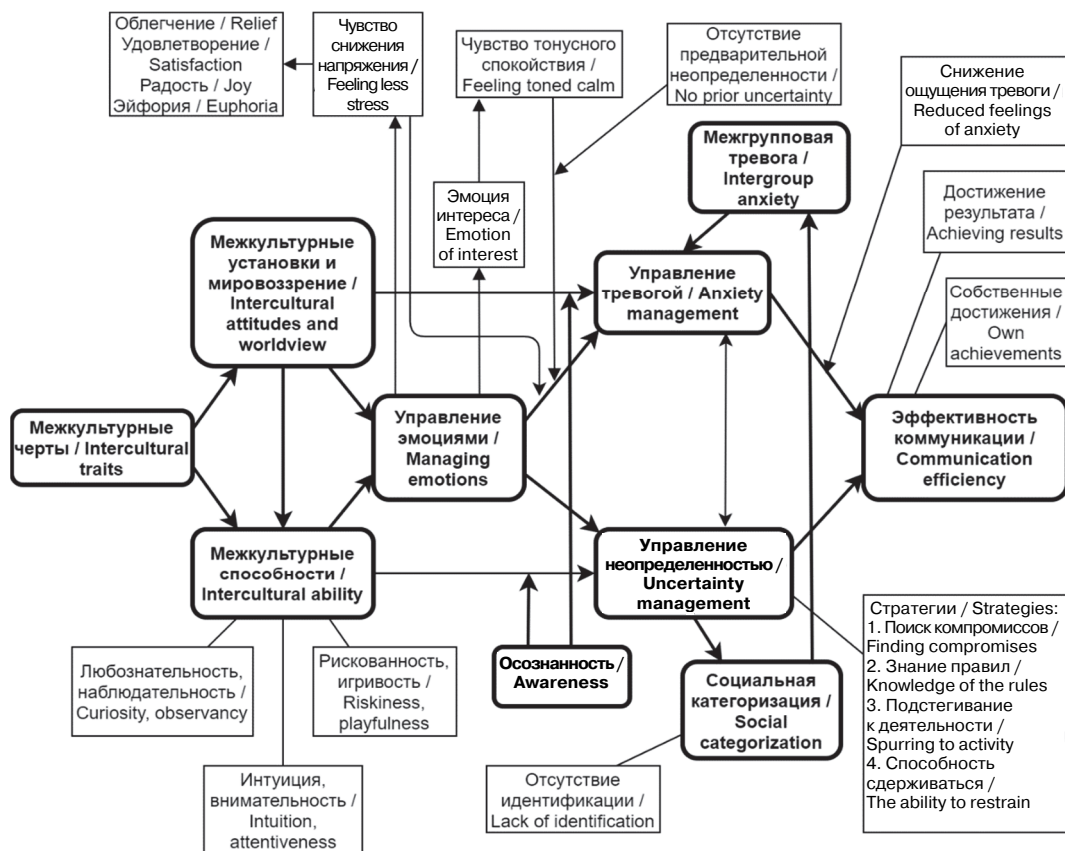 Облегчение / Relief
Удовлетворение /
Satisfaction
Радость / Joy
Эйфория / Euphoria
Чувство
снижения
напряжения /
Feeling less
stress
Чувство тонусного
спокойствия /
Feeling toned calm
Отсутствие
предварительной
неопределенности /
No prior uncertainty
Снижение
ощущения тревоги /
Reduced feelings
of anxiety
Межгрупповая
тревога /
Intergroup
anxiety
Достижение
результата /
Achieving results
Эмоция
интереса /
Emotion
of interest
Межкультурные
установки и
мировоззрение /
Intercultural
attitudes and
worldview
Управление
тревогой / Anxiety
management
Собственные
достижения /
Own
achievements
Межкультурные
черты / Intercultural
traits
Управление
эмоциями /
Managing
emotions
Эффективность
коммуникации /
Communication
efficiency
Межкультурные
способности /
Intercultural ability
Управление
неопределенностью /
Uncertainty
management
Любознательность,
наблюдательность /
Curiosity, observancy
Рискованность,
игривость /
Riskiness,
playfulness
Осознанность /
Awareness
Социальная
категоризация /
Social
categorization
Стратегии / Strategies:
1. Поиск компромиссов /
Finding compromises
2. Знание правил /
Knowledge of the rules
3. Подстегивание
к деятельности /
Spurring to activity
4. Способность
сдерживаться /
The ability to restrain
Интуиция,
внимательность /
Intuition,
attentiveness
Отсутствие
идентификации /
Lack of identification